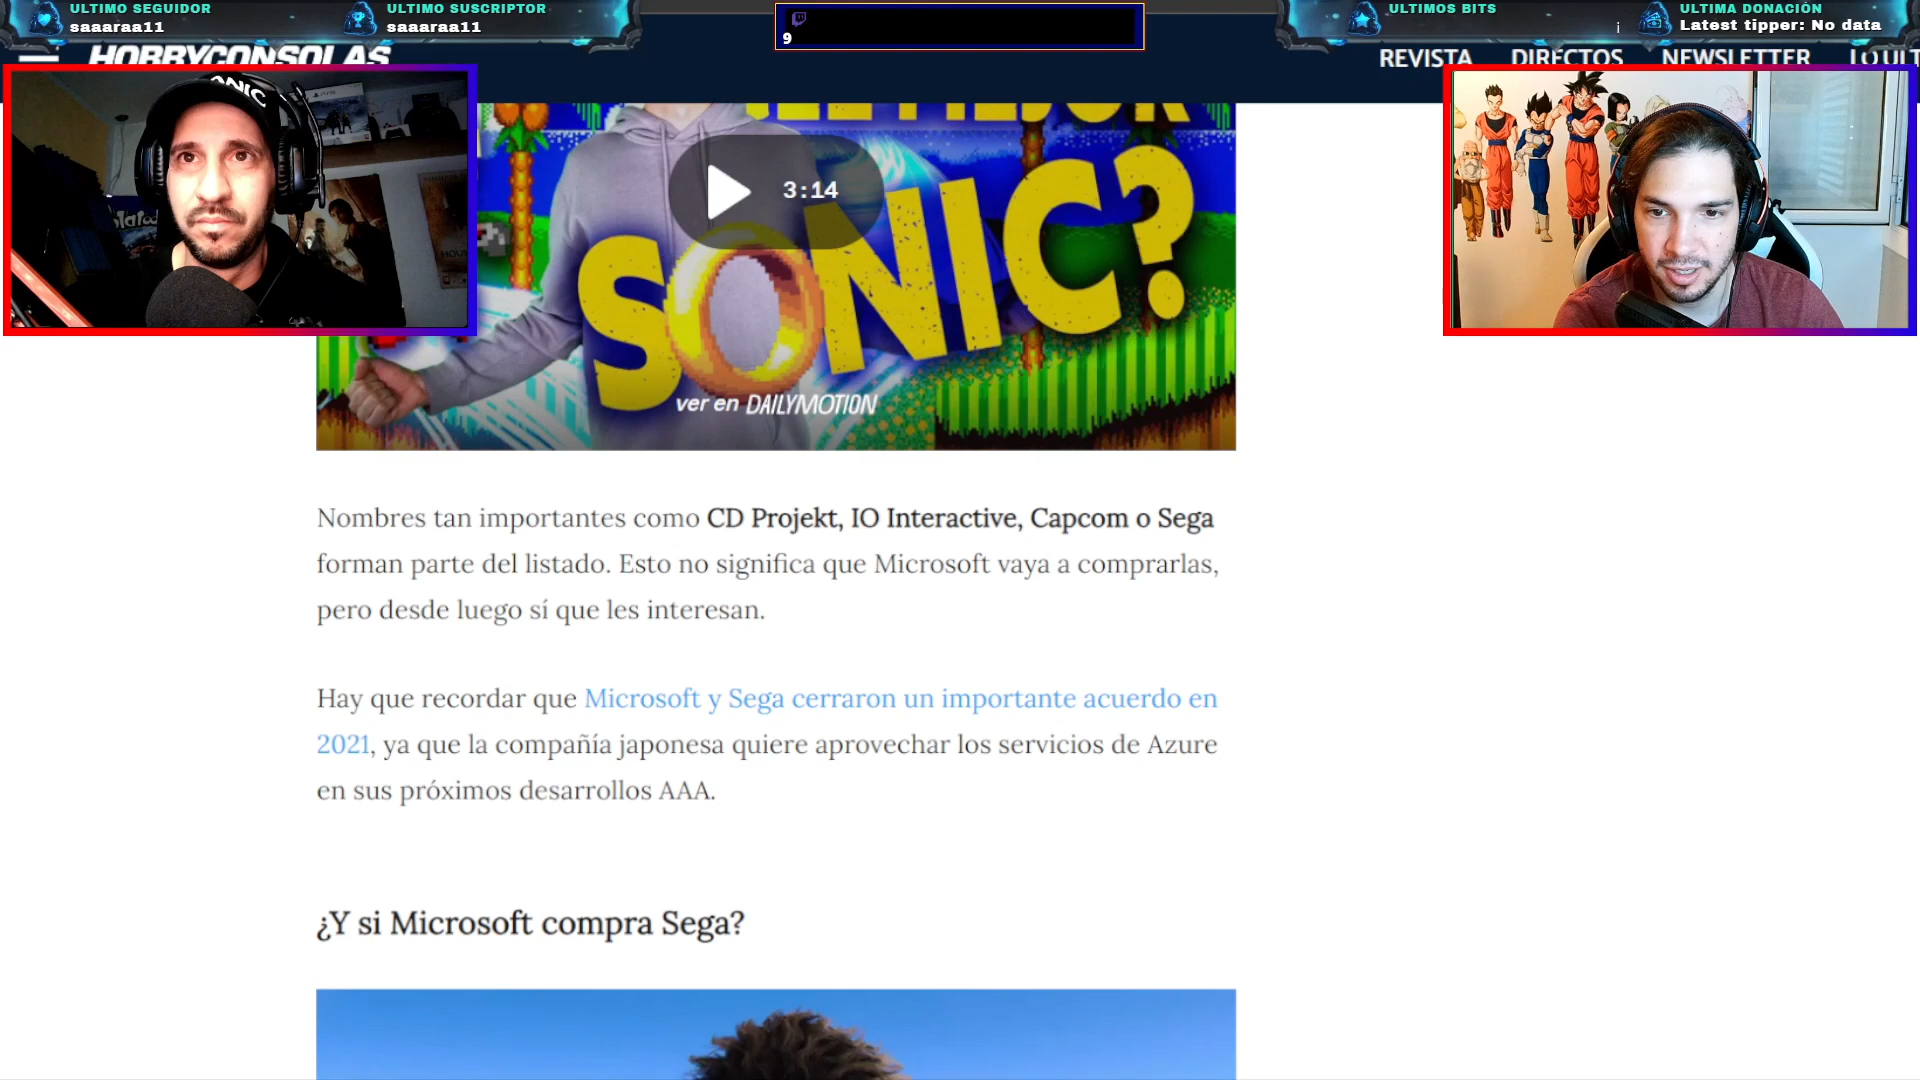 ULTIMO SEGUIDOR
saaaraa11
ULTIMO SUSCRIPTOR
saaaraa11
9
ULTIMOS BITS
ULTIMA DONACIÓN
Latest tipper: No data
HOBBYCONSOLAS
REVISTA DIRECTOS NEWSLETTER LO ÚLT
3:14
SONIC?
ver en DAILYMOTION
Nombres tan importantes como CD Projekt, IO Interactive, Capcom o Sega
forman parte del listado. Esto no significa que Microsoft vaya a comprarlas,
pero desde luego sí que les interesan.
Hay que recordar que Microsoft y Sega cerraron un importante acuerdo en
2021, ya que la compañía japonesa quiere aprovechar los servicios de Azure
en sus próximos desarrollos AAA.
¿Y si Microsoft compra Sega?